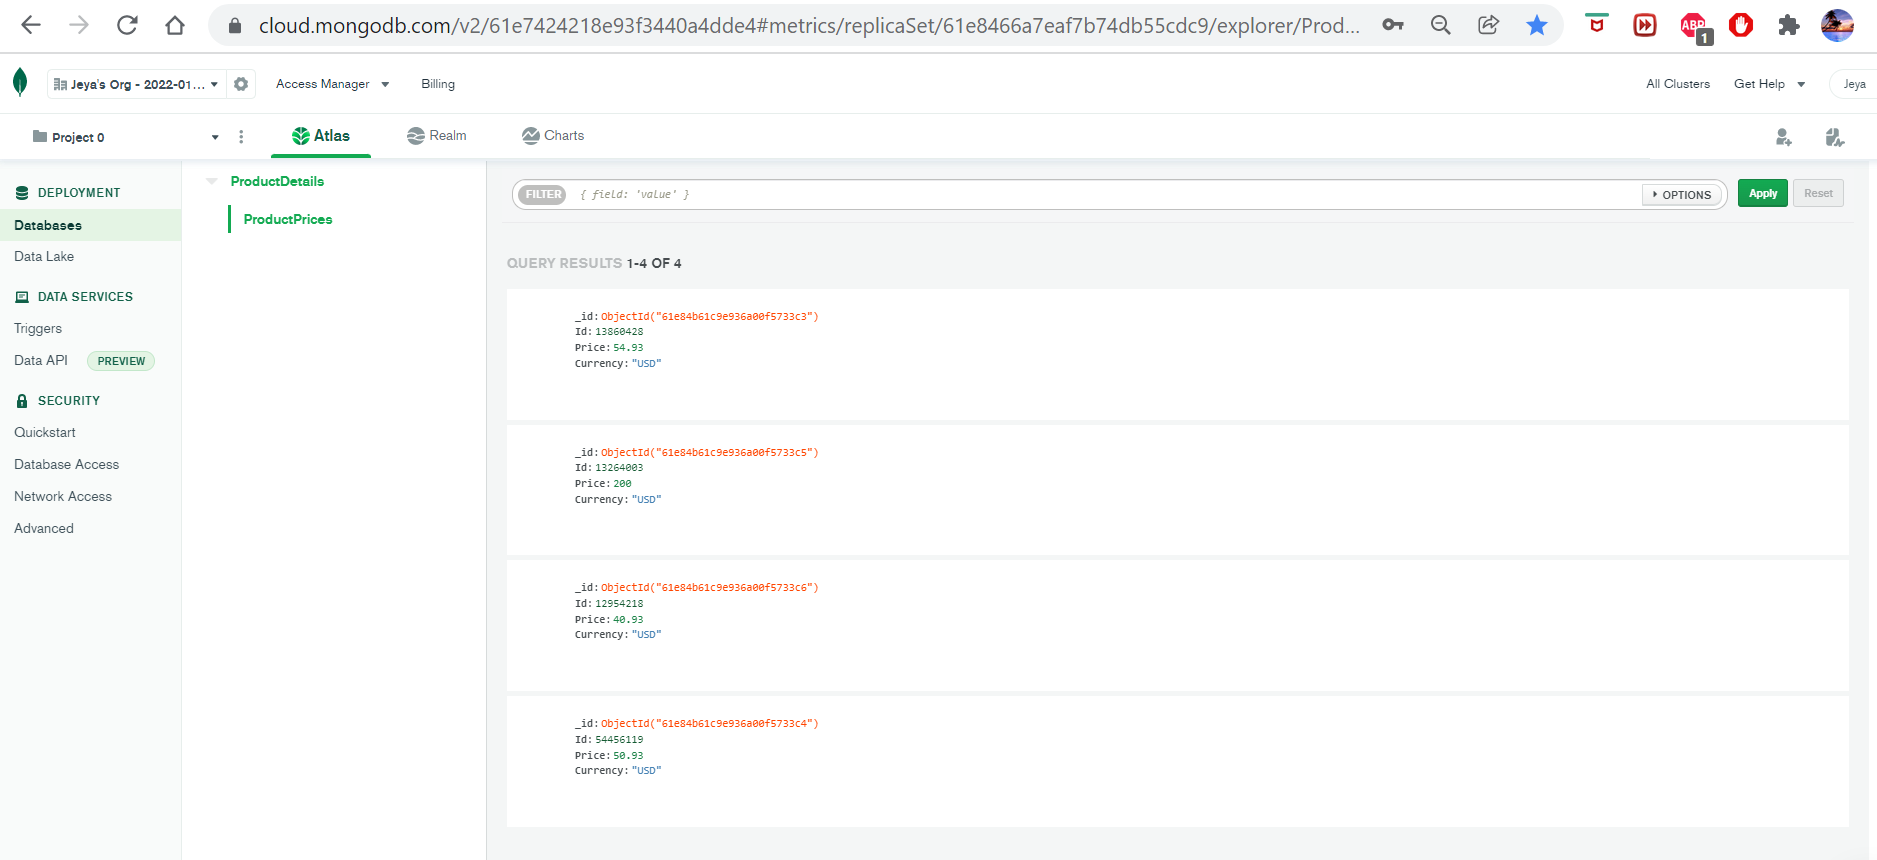 cloud.mongodb.com/v2/61e7424218e93f3440a4dde4#metrics/replicaSet/61e8466a7eaf7b74db55cdc9/explorer/Prod...
ABP
1
Jeya's Org - 2022-01...
Access Manager
Billing
All Clusters
Get Help
Jeya
Project 0
Atlas
Realm
Charts
DEPLOYMENT
Databases
Data Lake
DATA SERVICES
Triggers
Data API
PREVIEW
SECURITY
Quickstart
Database Access
Network Access
Advanced
ProductDetails
ProductPrices
FILTER
{ field: 'value' }
OPTIONS
Apply
Reset
QUERY RESULTS 1-4 OF 4
_id: ObjectId("61e84b61c9e936a00f5733c3")
Id: 13860428
Price: 54.93
Currency: "USD"
_id: ObjectId("61e84b61c9e936a00f5733c5")
Id: 13264003
Price: 200
Currency: "USD"
_id: ObjectId("61e84b61c9e936a00f5733c6")
Id: 12954218
Price: 40.93
Currency: "USD"
_id: ObjectId("61e84b61c9e936a00f5733c4")
Id: 54456119
Price: 50.93
Currency: "USD"